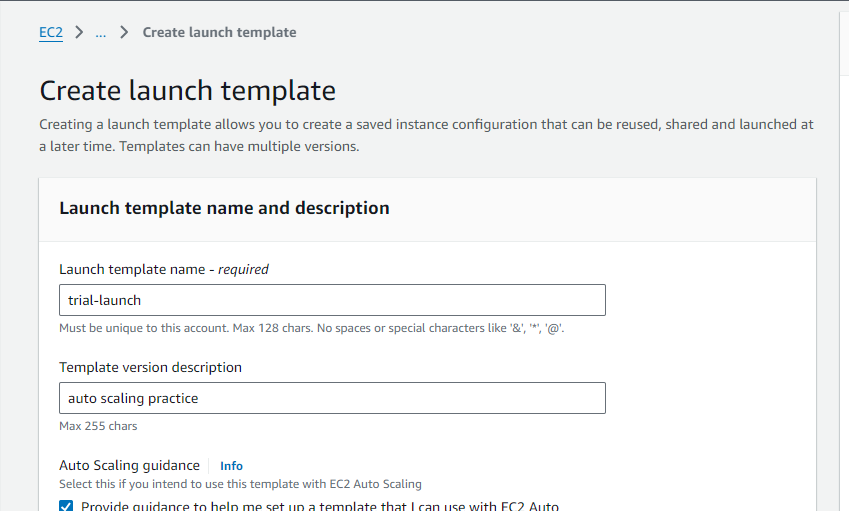 EC2 > ... > Create launch template
Create launch template
Creating a launch template allows you to create a saved instance configuration that can be reused, shared and launched at
a later time. Templates can have multiple versions.
Launch template name and description
Launch template name - required
trial-launch
Must be unique to this account. Max 128 chars. No spaces or special characters like '&', '*', '@'.
Template version description
auto scaling practice
Max 255 chars
Auto Scaling guidance Info
Select this if you intend to use this template with EC2 Auto Scaling
Provide guidance to help me set up a template that I can use with EC2 Auto